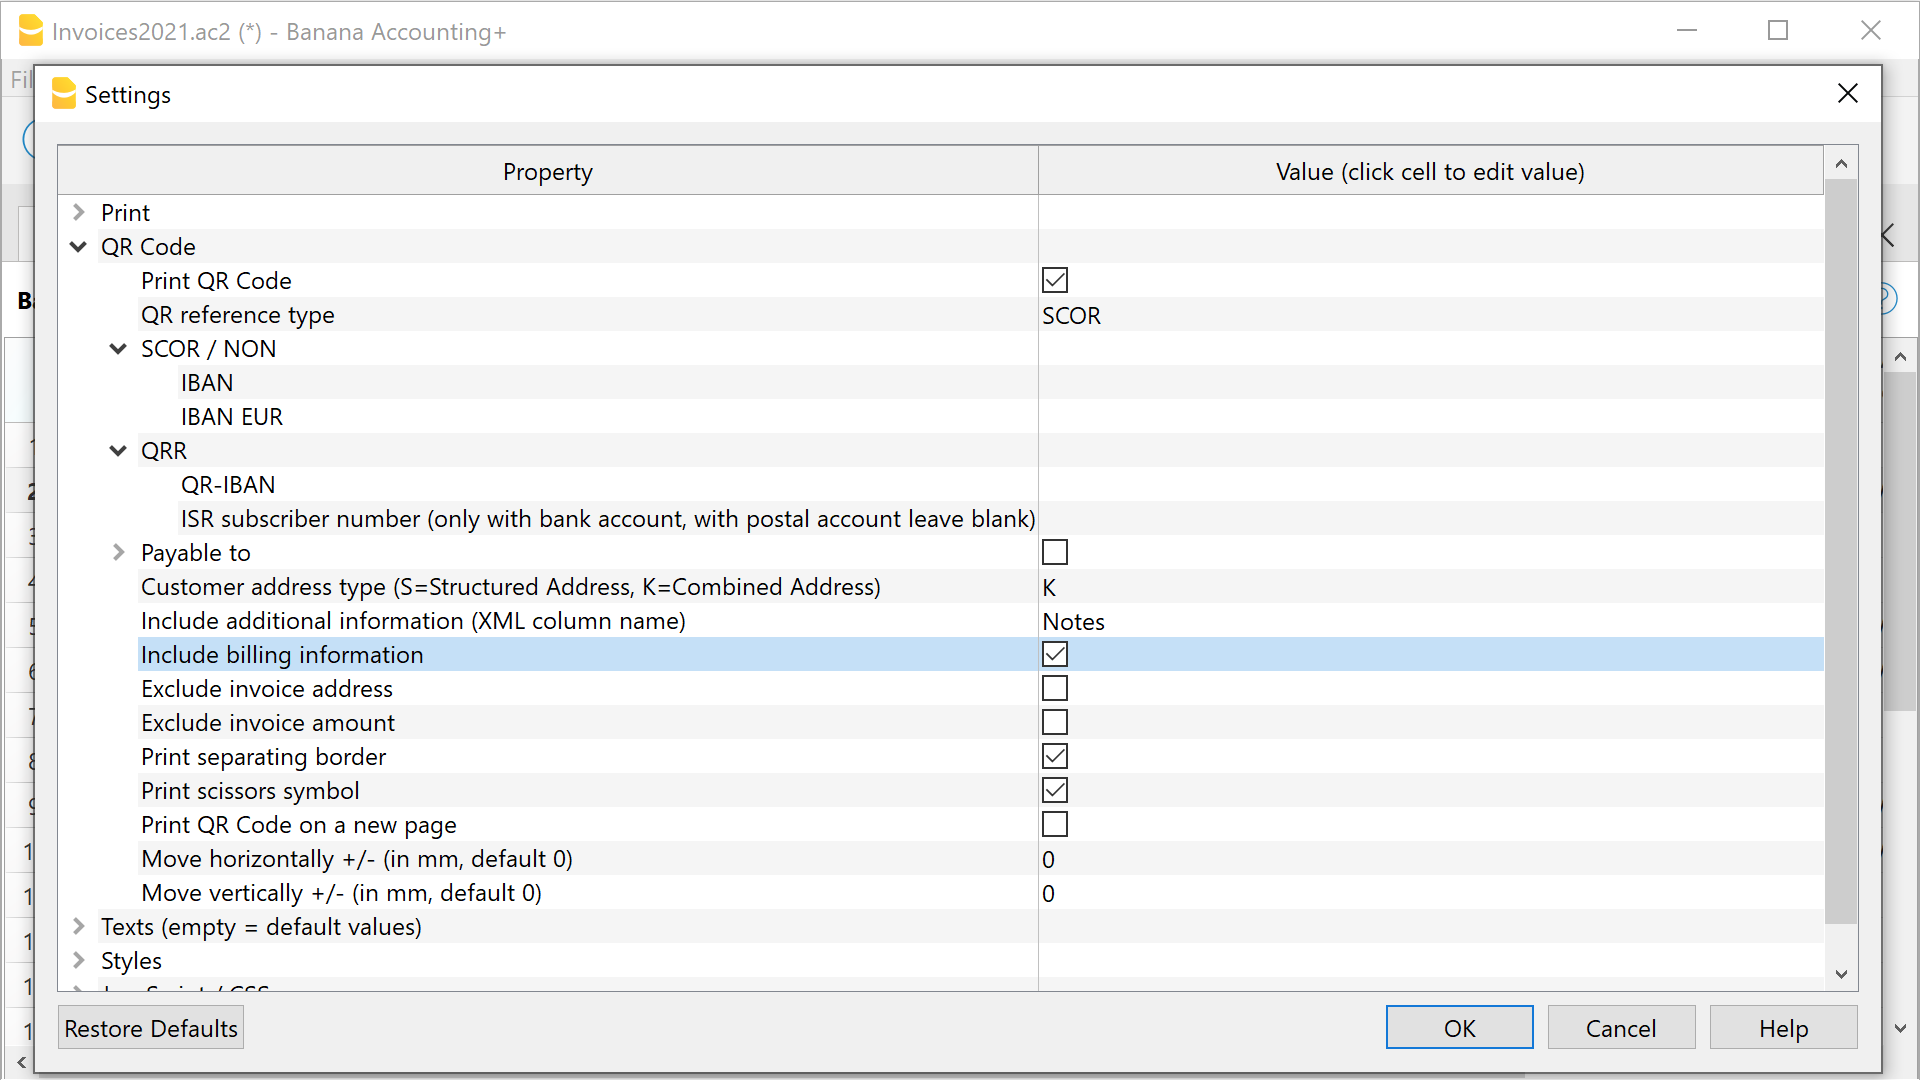 Invoices2021.ac2 (*) - Banana Accounting+
Settings
Property
Value (click cell to edit value)
Print
QR Code
Print QR Code
QR reference type SCOR
SCOR / NON
IBAN
IBAN EUR
QRR
QR-IBAN
ISR subscriber number (only with bank account, with postal account leave blank)
Payable to
Customer address type (S=Structured Address, K=Combined Address) K
Include additional information (XML column name) Notes
Include billing information
Exclude invoice address
Exclude invoice amount
Print separating border
Print scissors symbol
Print QR Code on a new page
Move horizontally +/- (in mm, default 0) 0
Move vertically +/- (in mm, default 0) 0
Texts (empty = default values)
Styles
Restore Defaults
OK
Cancel
Help